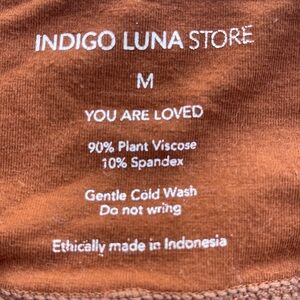 INDIGO LUNA STORE
M
YOU ARE LOVED
90% Plant Viscose
10% Spandex
Gentle Cold Wash
Do not wring
Ethically made in Indonesia